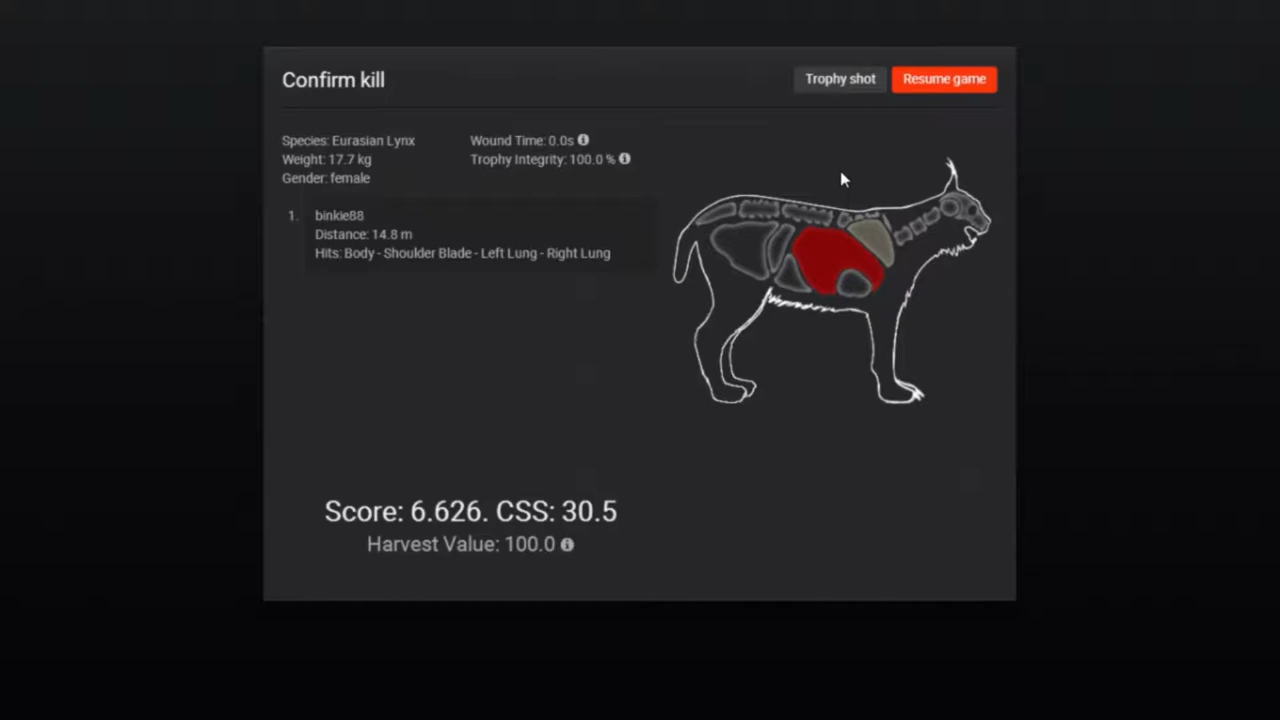 Confirm kill
Trophy shot
Resume game
Species: Eurasian Lynx
Weight: 17.7 kg
Gender: female
Wound Time: 0.0s
Trophy Integrity: 100.0 %
1.
binkie88
Distance: 14.8 m
Hits: Body - Shoulder Blade - Left Lung - Right Lung
Score: 6.626. CSS: 30.5
Harvest Value: 100.0